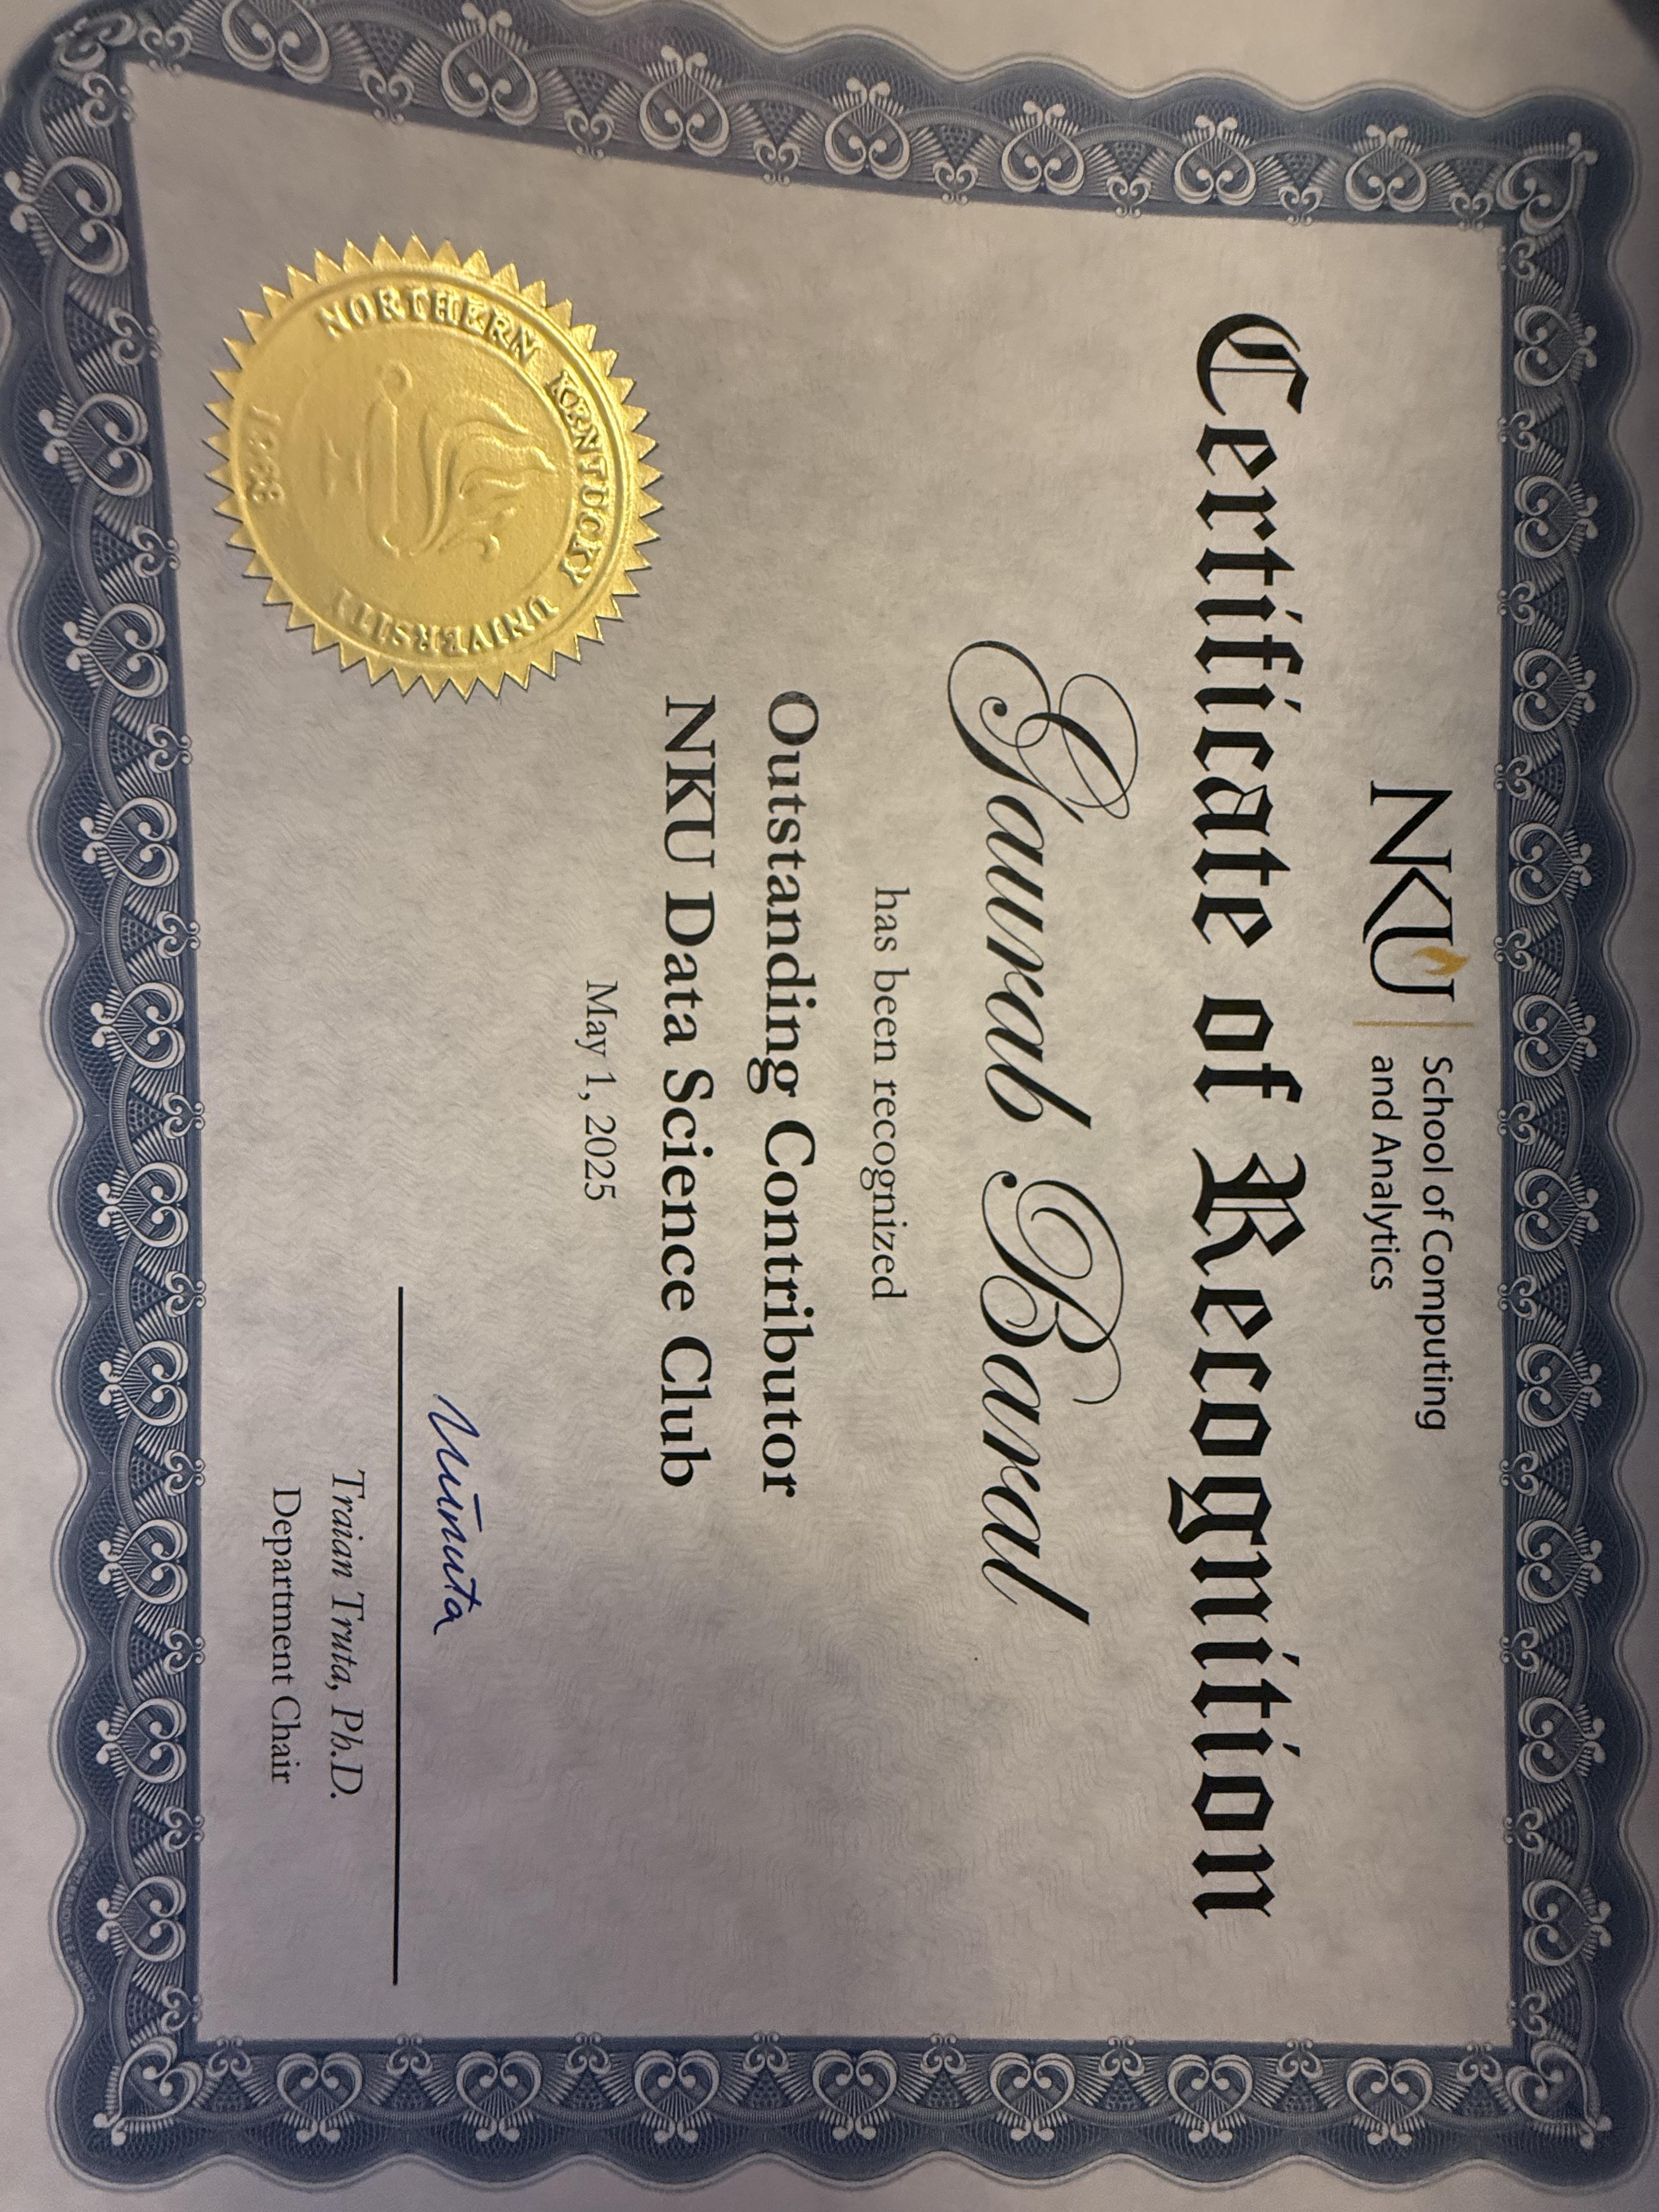 NKU
School of Computing
and Analytics
Certificate of Recognition
Gaurab Baral
has been recognized
Outstanding Contributor
NKU Data Science Club
May 1, 2025
NORTHERN KENTUCKY UNIVERSITY
1968
Traian Truta, Ph.D.
Department Chair